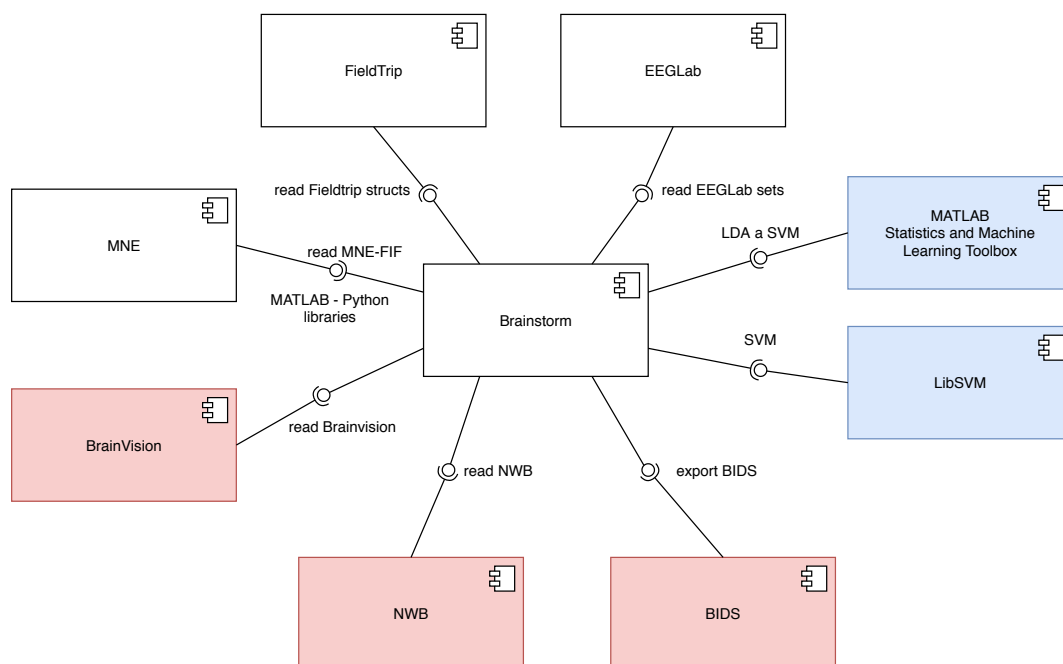 FieldTrip
EEGLab
read Fieldtrip structs
read EEGLab sets
MNE
read MNE-FIF
MATLAB - Python
libraries
LDA a SVM
MATLAB
Statistics and Machine
Learning Toolbox
Brainstorm
SVM
LibSVM
BrainVision
read Brainvision
read NWB
export BIDS
NWB
BIDS